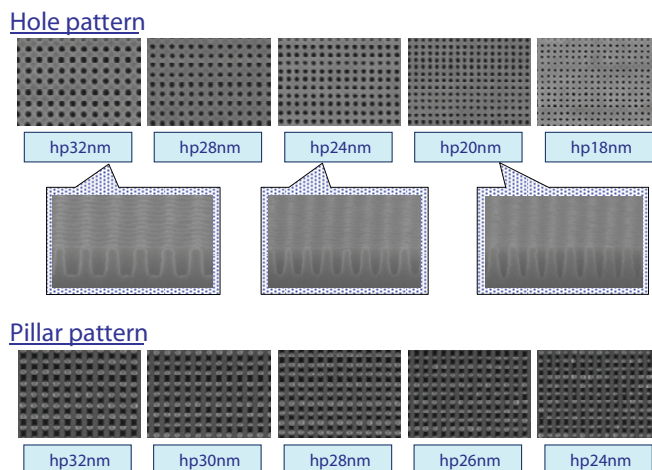 Hole pattern
hp32nm hp28nm hp24nm hp20nm hp18nm
Pillar pattern
hp32nm hp30nm hp28nm hp26nm hp24nm